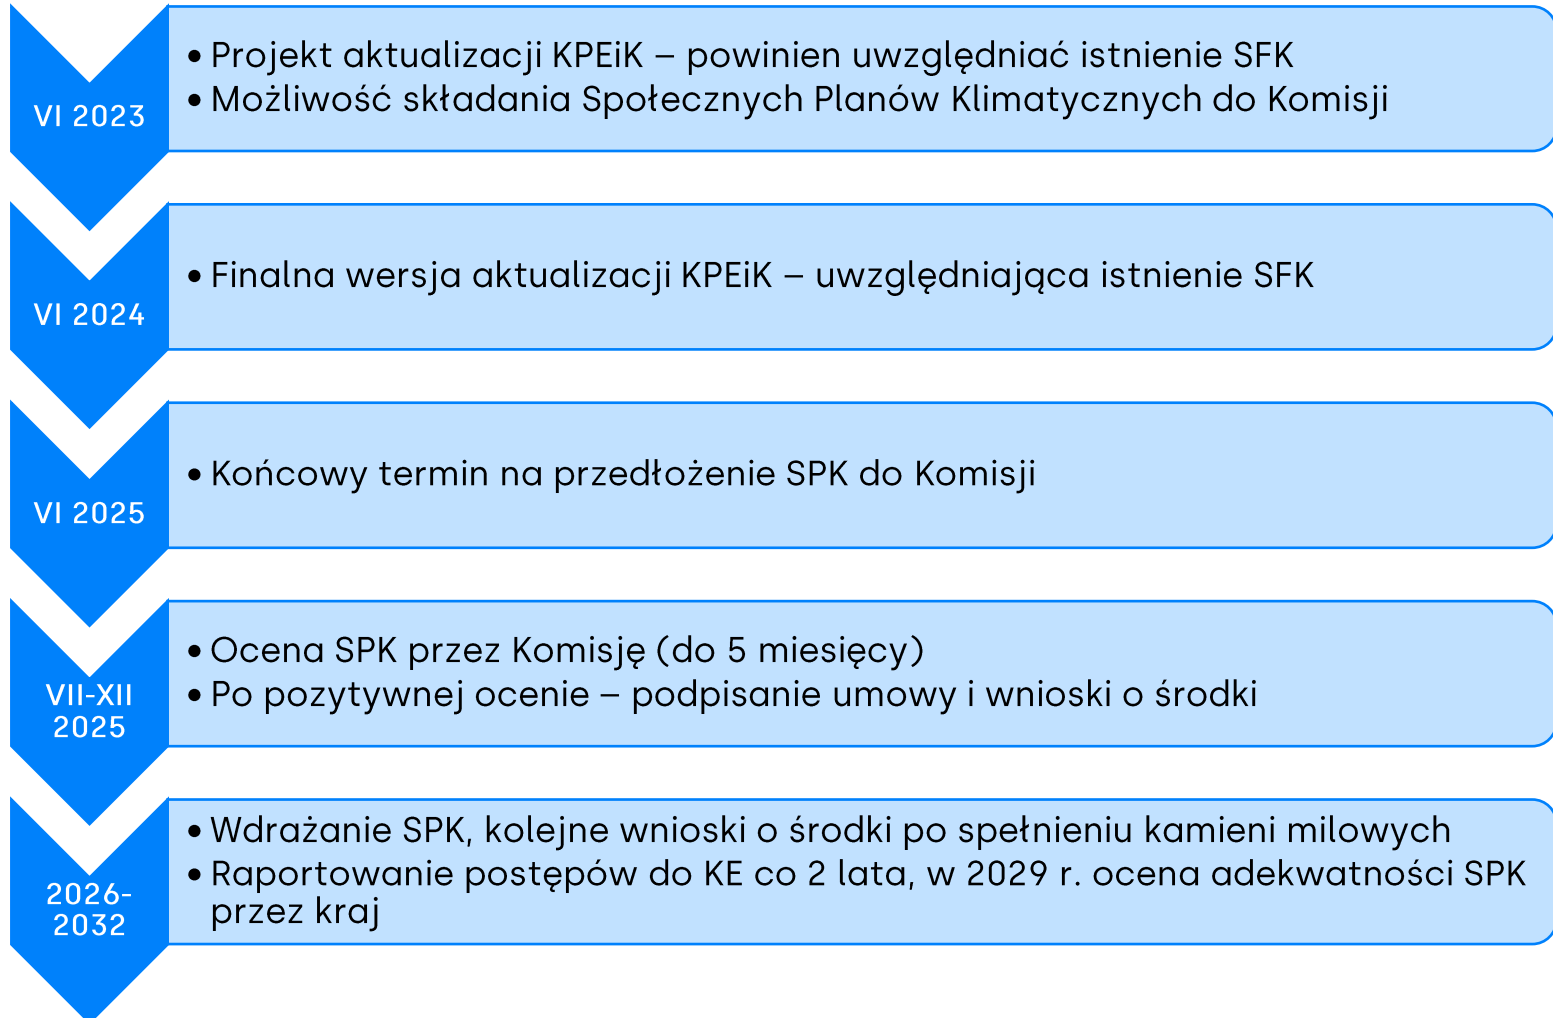 VI 2023
• Projekt aktualizacji KPEiK – powinien uwzględniać istnienie SFK
• Możliwość składania Społecznych Planów Klimatycznych do Komisji
VI 2024
• Finalna wersja aktualizacji KPEiK – uwzględniająca istnienie SFK
VI 2025
• Końcowy termin na przedłożenie SPK do Komisji
VII-XII
2025
• Ocena SPK przez Komisję (do 5 miesięcy)
• Po pozytywnej ocenie – podpisanie umowy i wnioski o środki
2026-
2032
• Wdrażanie SPK, kolejne wnioski o środki po spełnieniu kamieni milowych
• Raportowanie postępów do KE co 2 lata, w 2029 r. ocena adekwatności SPK
przez kraj